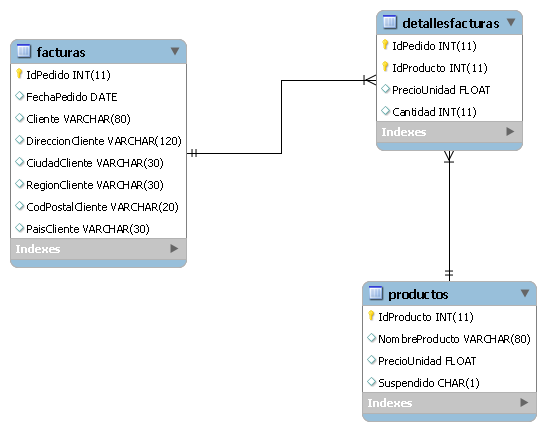 facturas
IdPedido INT(11)
FechaPedido DATE
Cliente VARCHAR(80)
DireccionCliente VARCHAR(120)
CiudadCliente VARCHAR(30)
RegionCliente VARCHAR(30)
CodPostalCliente VARCHAR(20)
PaisCliente VARCHAR(30)
Indexes
detallesfacturas
IdPedido INT(11)
IdProducto INT(11)
PrecioUnidad FLOAT
Cantidad INT(11)
Indexes
productos
IdProducto INT(11)
NombreProducto VARCHAR(80)
PrecioUnidad FLOAT
Suspendido CHAR(1)
Indexes